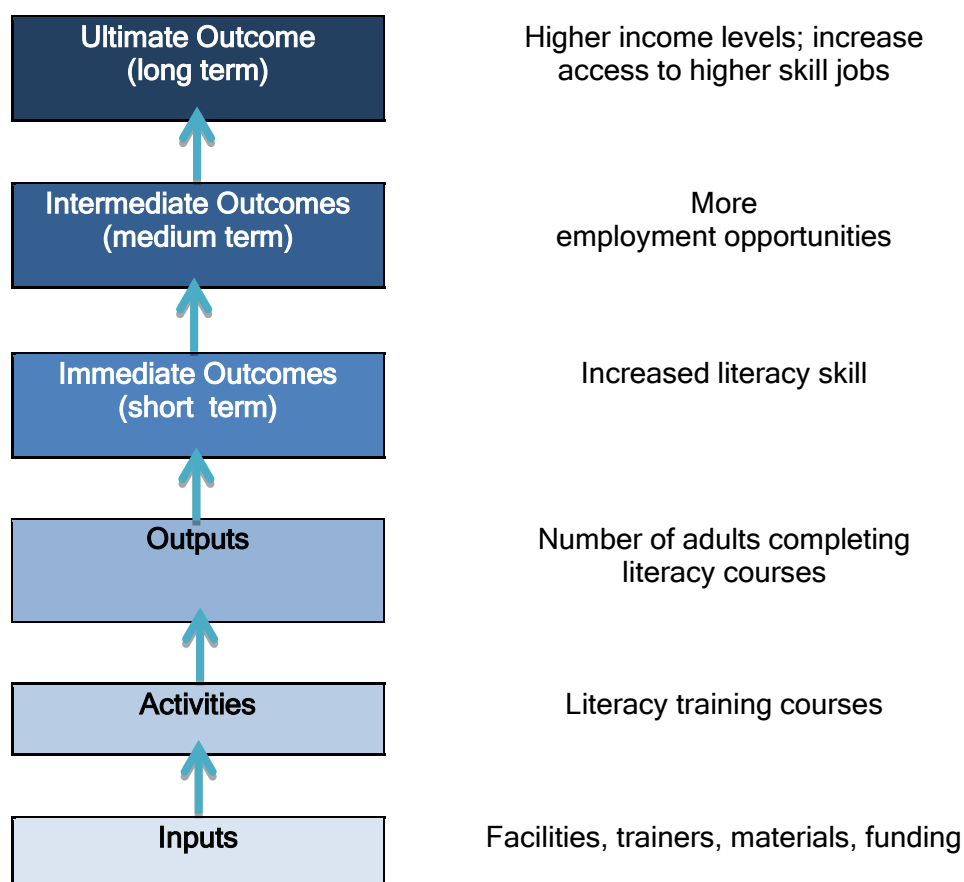 Ultimate Outcome
(long term)
Higher income levels; increase
access to higher skill jobs
Intermediate Outcomes
(medium term)
More
employment opportunities
Immediate Outcomes
(short term)
Increased literacy skill
Outputs
Number of adults completing
literacy courses
Activities
Literacy training courses
Inputs
Facilities, trainers, materials, funding